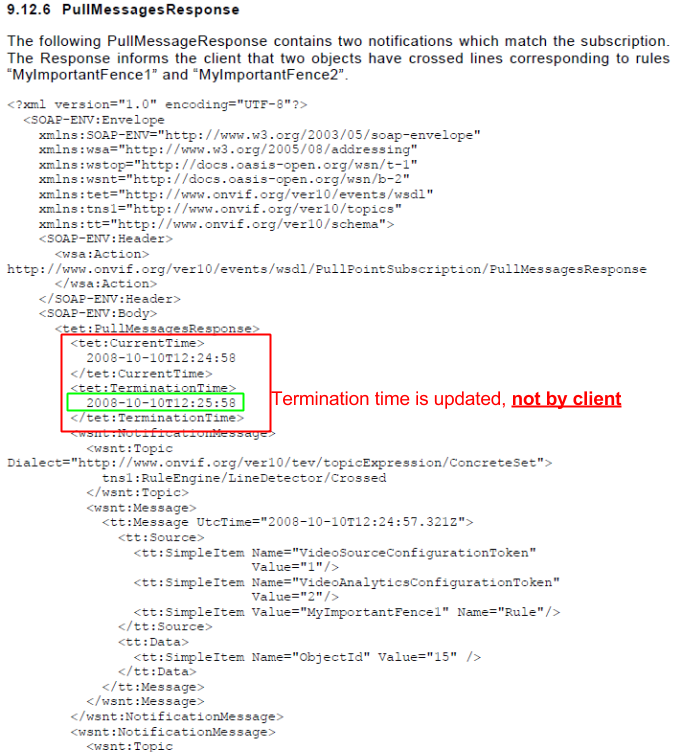 9.12.6 PullMessagesResponse
The following PullMessageResponse contains two notifications which match the subscription.
The Response informs the client that two objects have crossed lines corresponding to rules
“MyImportantFence1” and “MyImportantFence2”.
<?xml version="1.0" encoding="UTF-8"?>
<SOAP-ENV:Envelope
xmlns:SOAP-ENV="http://www.w3.org/2003/05/soap-envelope"
xmlns:wsa="http://www.w3.org/2005/08/addressing"
xmlns:wstop="http://docs.oasis-open.org/wsn/t-1"
xmlns:wsnt="http://docs.oasis-open.org/wsn/b-2"
xmlns:tet="http://www.onvif.org/ver10/events/wsdl"
xmlns:tns1="http://www.onvif.org/ver10/topics"
xmlns:tt="http://www.onvif.org/ver10/schema">
<SOAP-ENV:Header>
<wsa:Action>
http://www.onvif.org/ver10/events/wsdl/PullPointSubscription/PullMessagesResponse
</wsa:Action>
</SOAP-ENV:Header>
<SOAP-ENV:Body>
<tet:PullMessagesResponse>
<tet:CurrentTime>
2008-10-10T12:24:58
</tet:CurrentTime>
<tet:TerminationTime>
2008-10-10T12:25:58 Termination time is updated, not by client
</tet:TerminationTime>
<wsnt:NotificationMessage>
<wsnt:Topic
Dialect="http://www.onvif.org/ver10/tev/topicExpression/ConcreteSet">
tns1:RuleEngine/LineDetector/Crossed
</wsnt:Topic>
<wsnt:Message>
<tt:Message UtcTime="2008-10-10T12:24:57.321Z">
<tt:Source>
<tt:SimpleItem Name="VideoSourceConfigurationToken"
Value="1"/>
<tt:SimpleItem Name="VideoAnalyticsConfigurationToken"
Value="2"/>
<tt:SimpleItem Value="MyImportantFence1" Name="Rule"/>
</tt:Source>
<tt:Data>
<tt:SimpleItem Name="ObjectId" Value="15" />
</tt:Data>
</tt:Message>
</wsnt:Message>
</wsnt:NotificationMessage>
<wsnt:NotificationMessage>
<wsnt:Topic